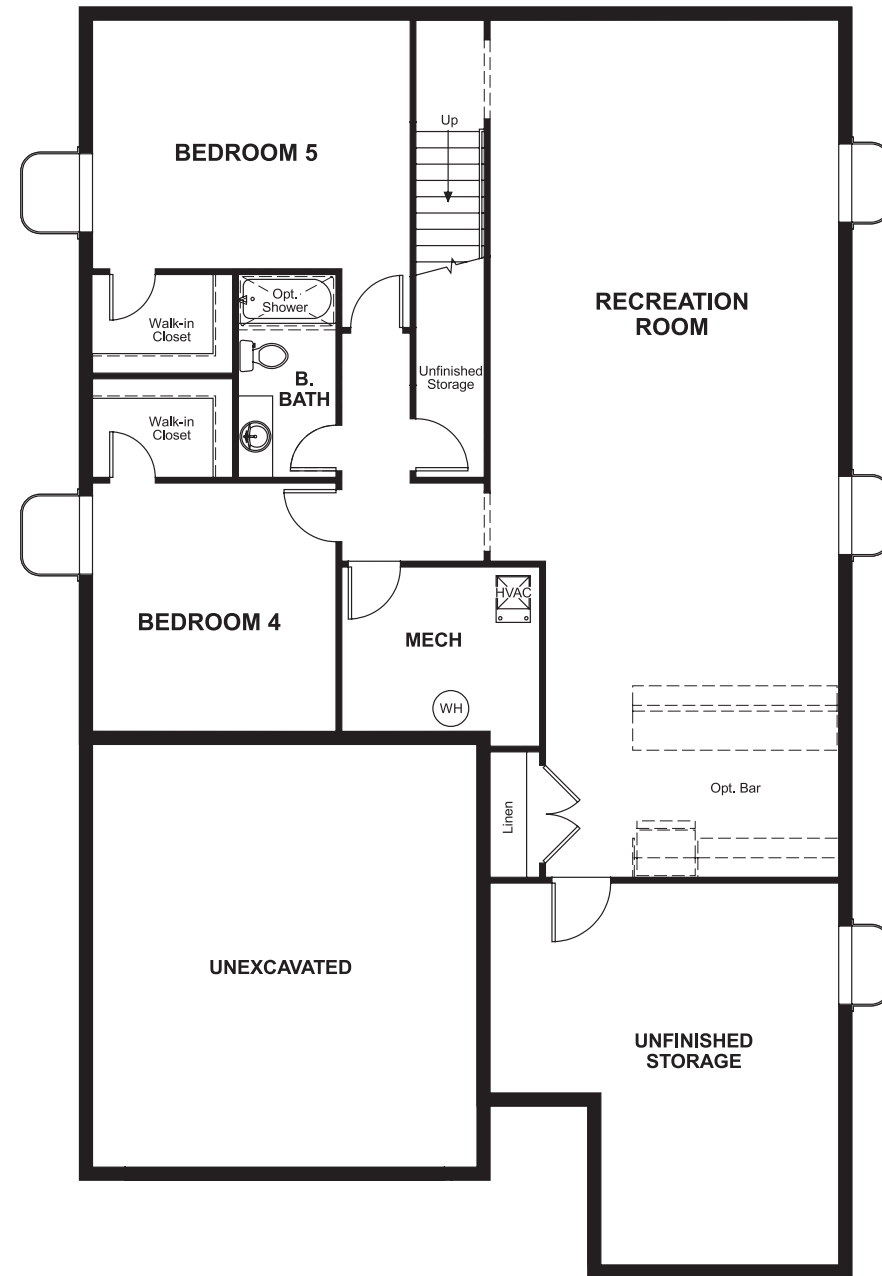 Up
BEDROOM 5
RECREATION
ROOM
Opt.
Shower
Walk-in
Closet
Unfinished
Storage
B.
BATH
Walk-in
Closet
HVAC
BEDROOM 4
MECH
WH
Opt. Bar
Linen
UNEXCAVATED
UNFINISHED
STORAGE